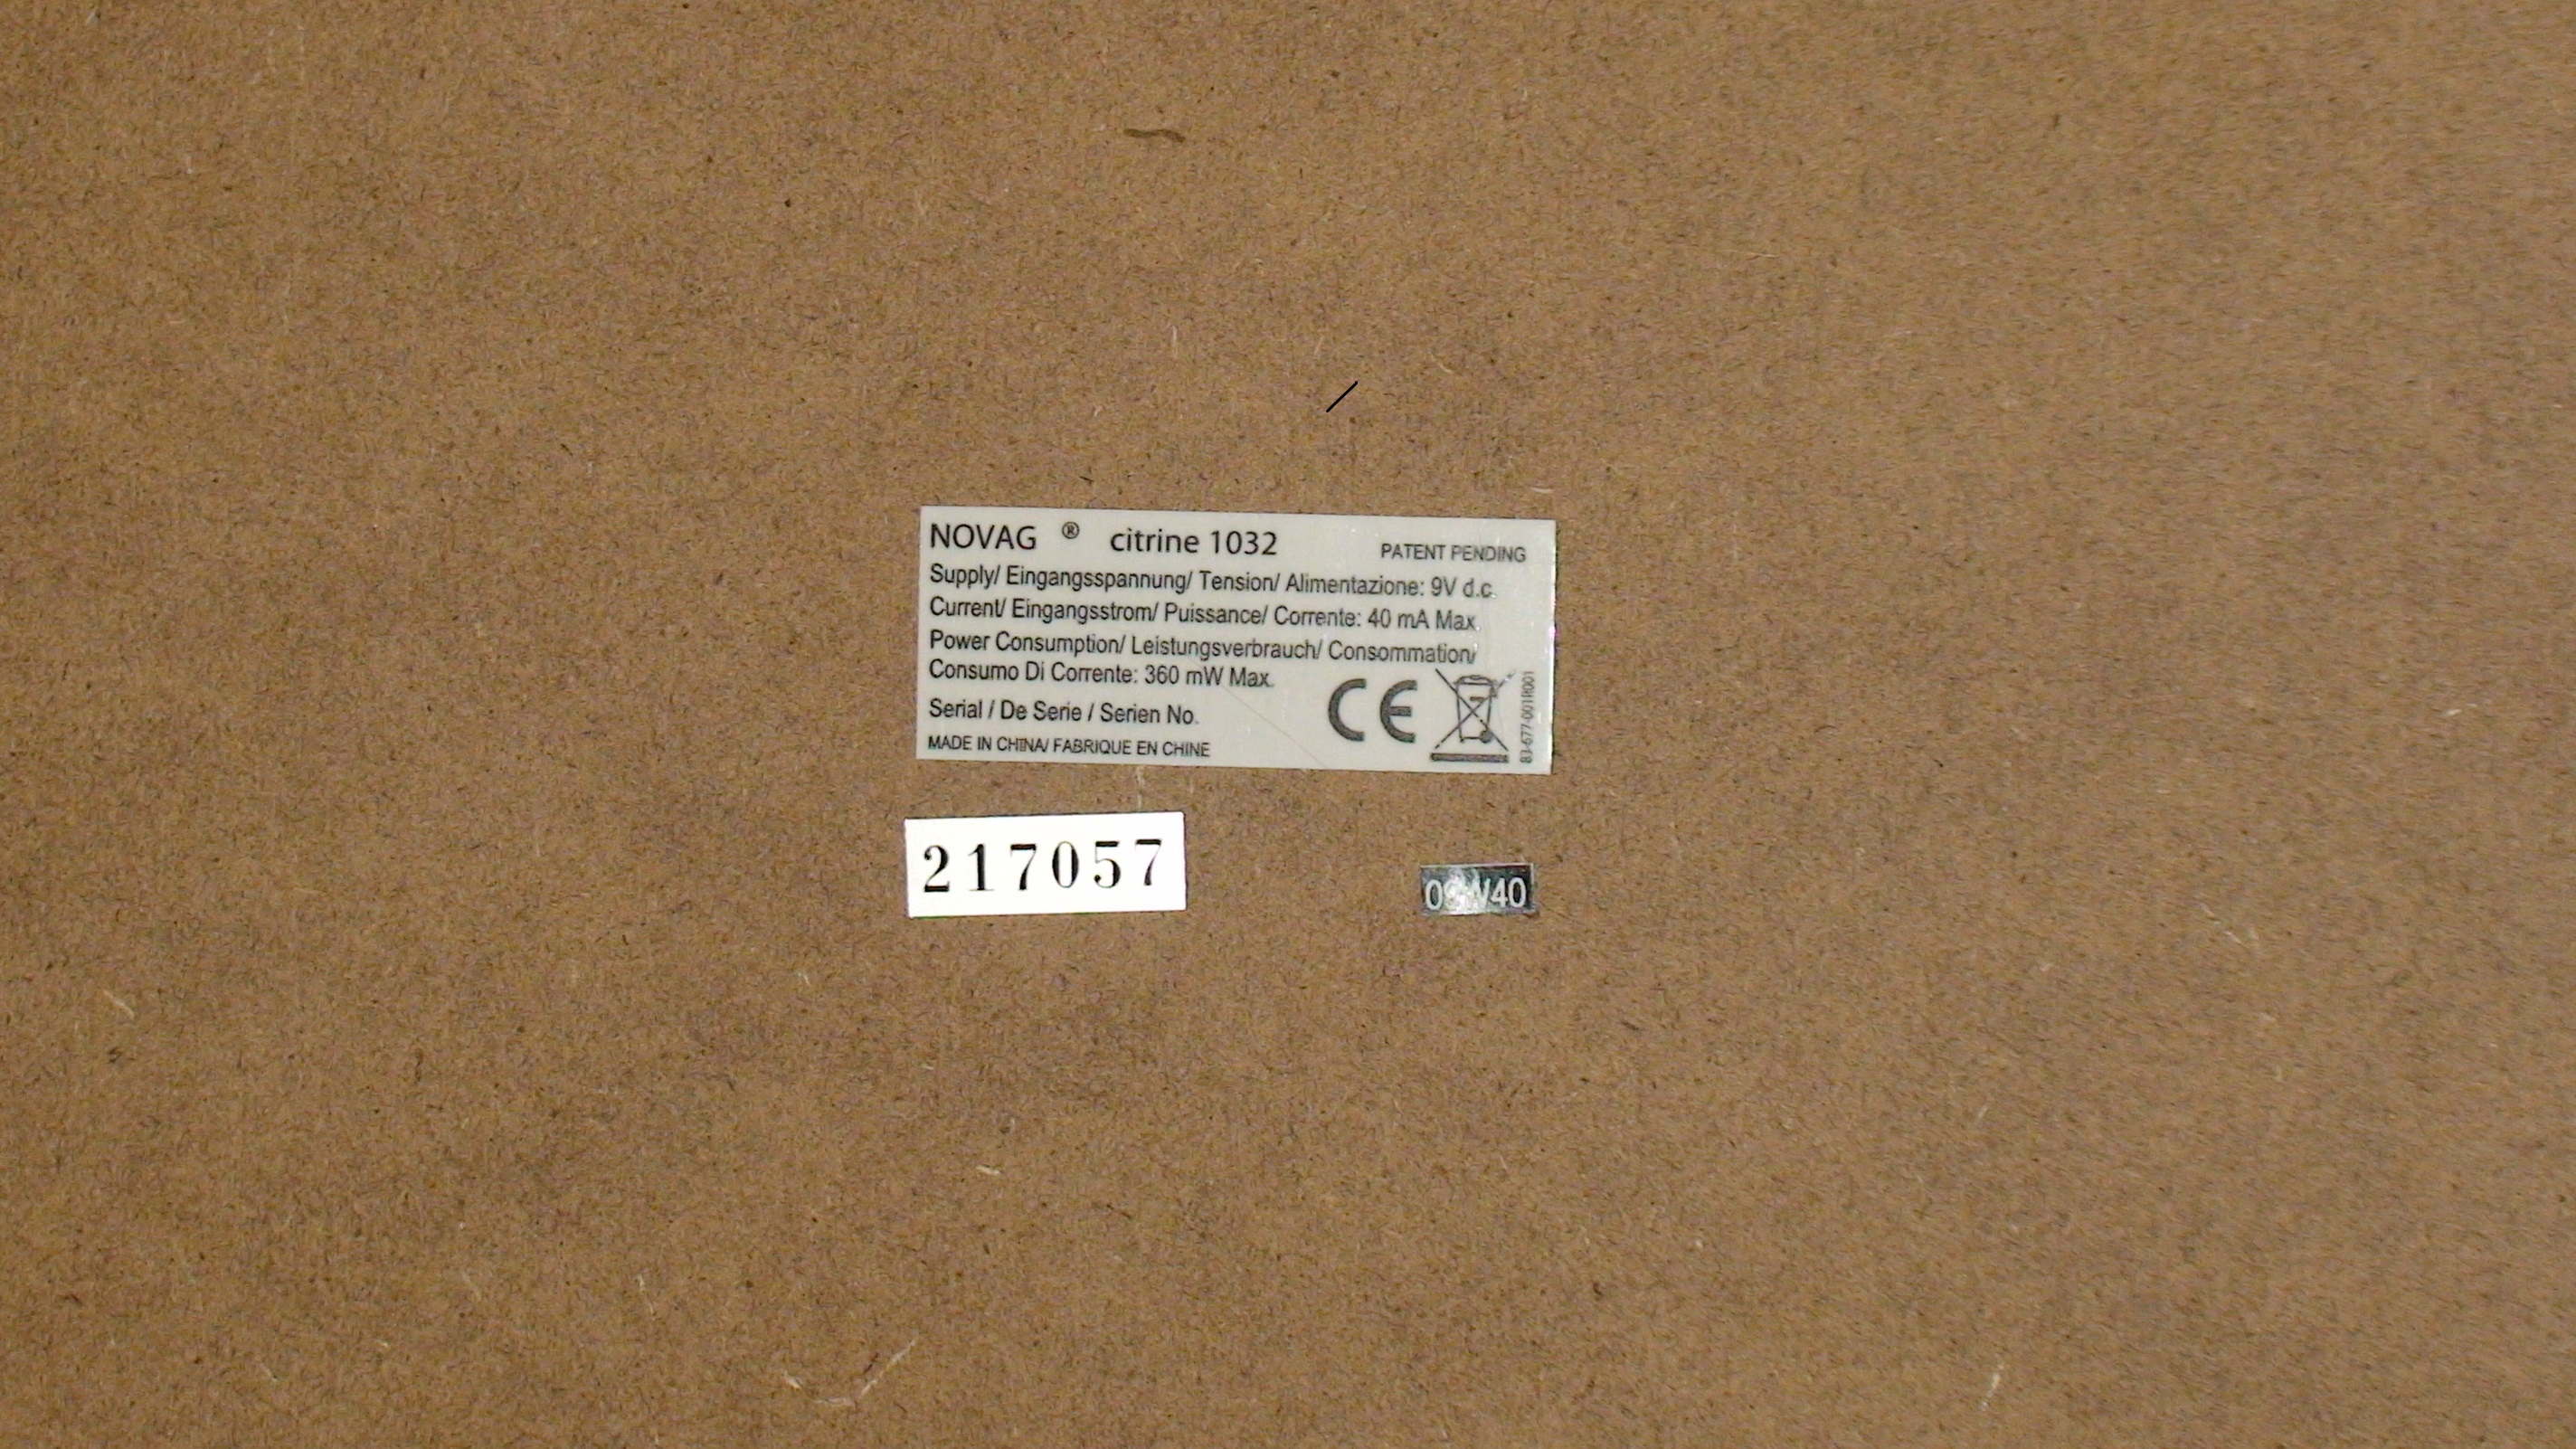 NOVAG ® citrine 1032
PATENT PENDING
Supply/ Eingangsspannung/ Tension/ Alimentazione: 9V d.c.
Current/ Eingangsstrom/ Puissance/ Corrente: 40 mA Max.
Power Consumption/ Leistungsverbrauch/ Consommation/
Consumo Di Corrente: 360 mW Max.
Serial / De Serie / Serien No.
MADE IN CHINA/ FABRIQUE EN CHINE
CE
217057